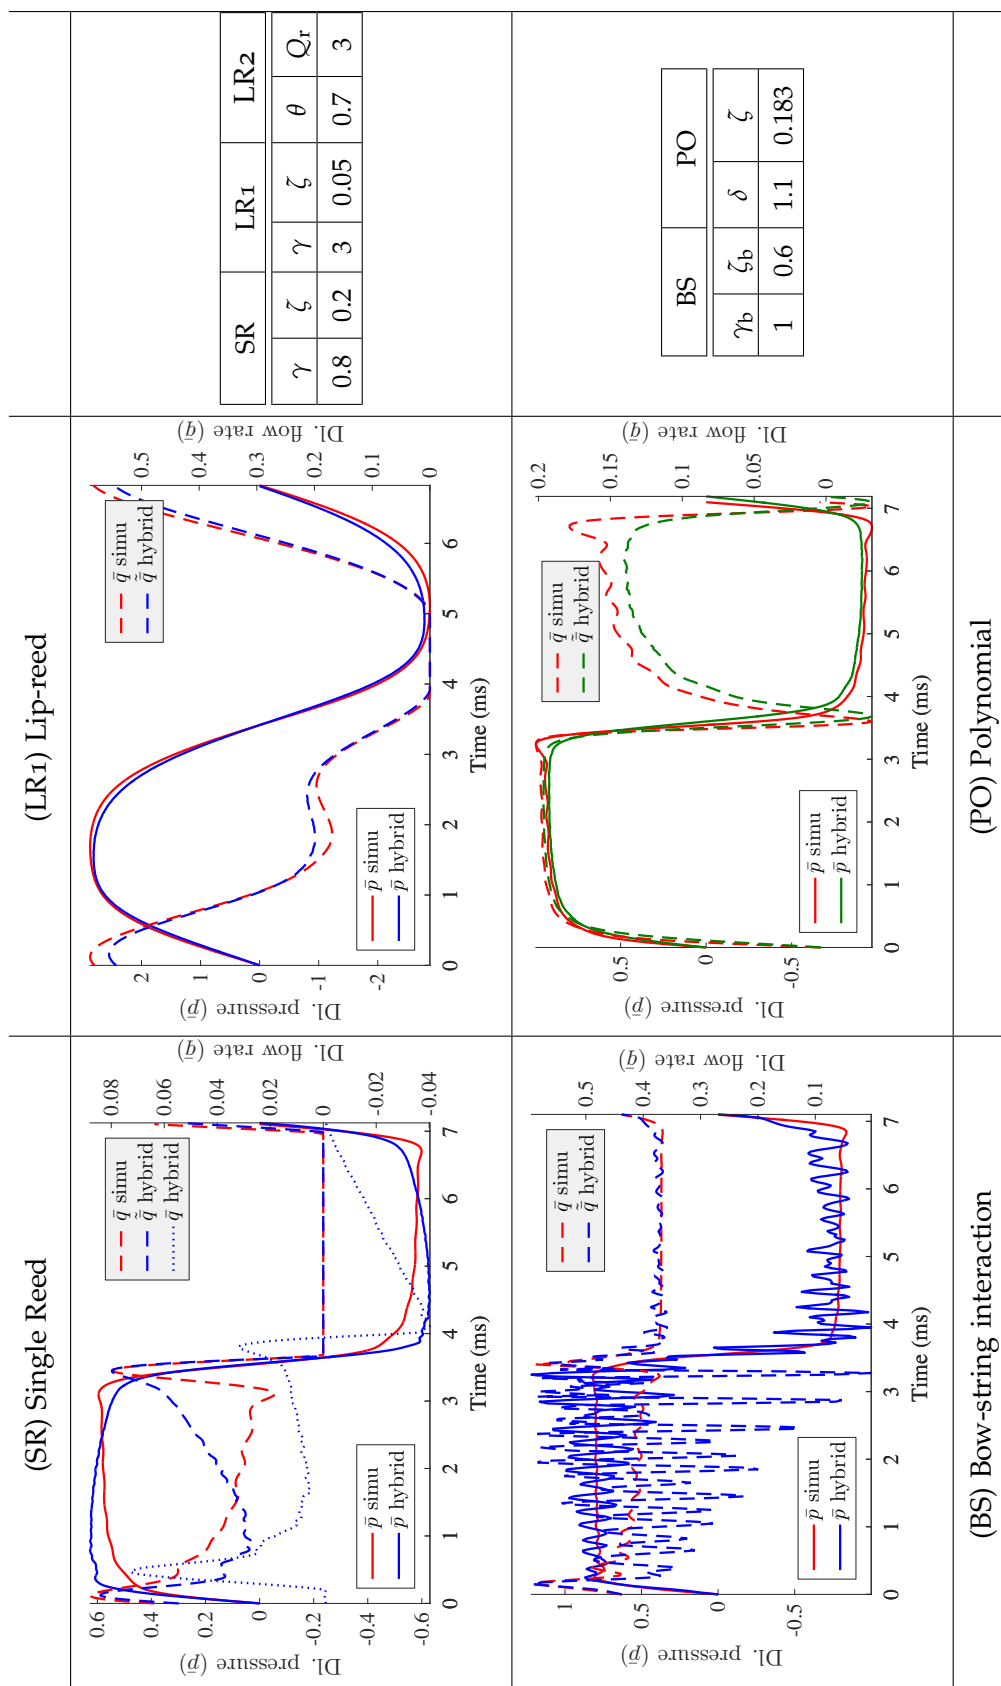 (SR) Single Reed
Dl. pressure (p̄)
0.6
0.4
0.2
0
-0.2
-0.4
-0.6
p̄ simu
p̄ hybrid
q̄ simu
q̄̃ hybrid
q̄ hybrid
0 1 2 3 4 5 6 7
Time (ms)
0.08
0.06
0.04
0.02
0
-0.02
-0.04
Dl. flow rate (q̄)
(LR1) Lip-reed
Dl. pressure (p̄)
2
1
0
-1
-2
p̄ simu
p̄ hybrid
q̄ simu
q̄̃ hybrid
0 1 2 3 4 5 6
Time (ms)
0.5
0.4
0.3
0.2
0.1
0
Dl. flow rate (q̄)
SR LR1 LR2
γ ζ γ ζ θ Qr
0.8 0.2 3 0.05 0.7 3
Dl. pressure (p̄)
1
0.5
0
-0.5
p̄ simu
p̄ hybrid
q̄ simu
q̄̃ hybrid
0 1 2 3 4 5 6 7
Time (ms)
0.5
0.4
0.3
0.2
0.1
Dl. flow rate (q̄)
(BS) Bow-string interaction
Dl. pressure (p̄)
0.5
0
-0.5
p̄ simu
p̄ hybrid
q̄ simu
q̄̃ hybrid
0 1 2 3 4 5 6 7
Time (ms)
0.2
0.15
0.1
0.05
0
Dl. flow rate (q̄)
(PO) Polynomial
BS PO
γb ζb δ ζ
1 0.6 1.1 0.183